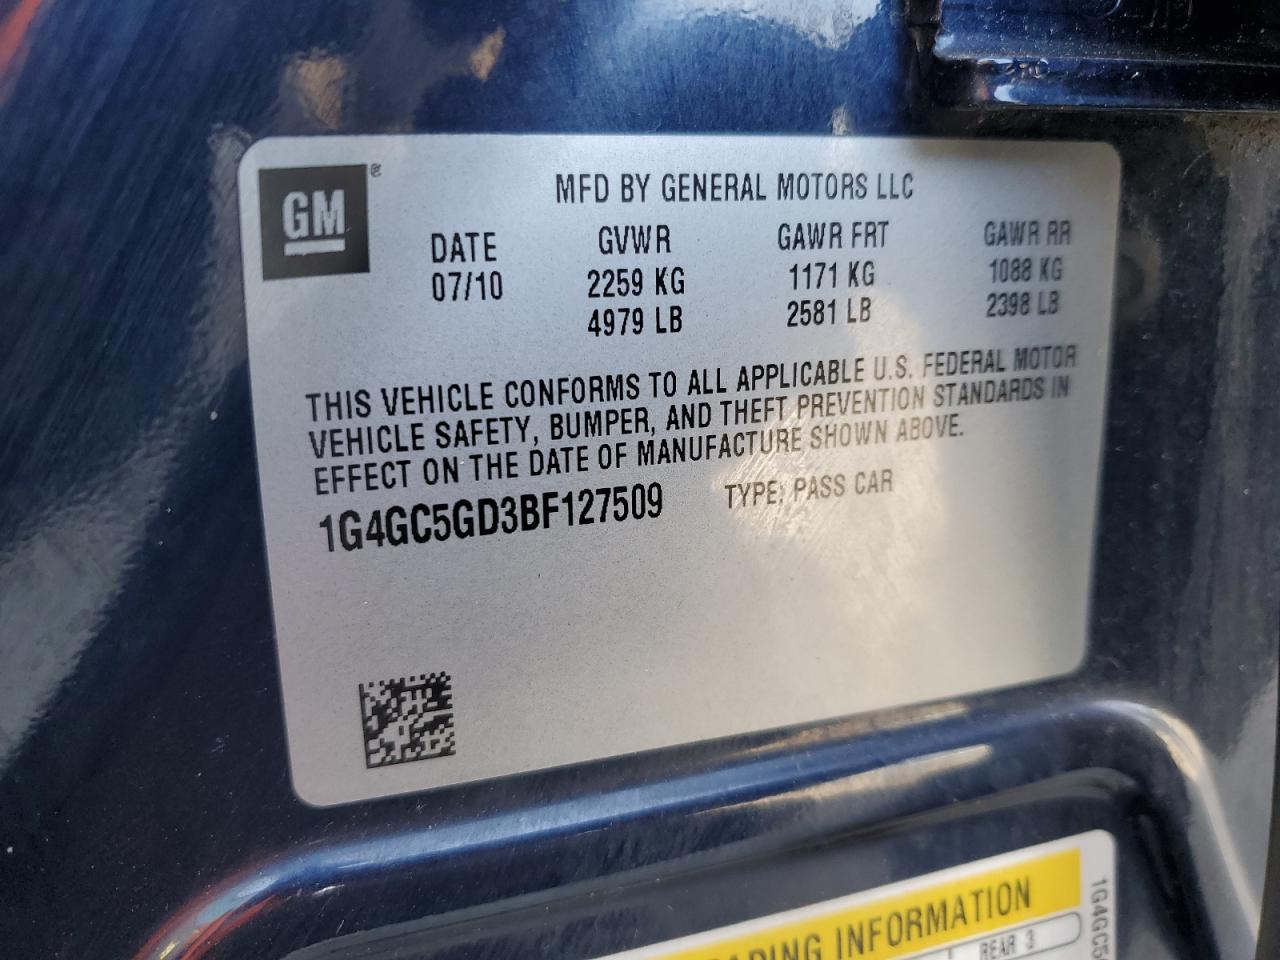 GM ®
MFD BY GENERAL MOTORS LLC
DATE GVWR GAWR FRT GAWR RR
07/10 2259 KG 1171 KG 1088 KG
4979 LB 2581 LB 2398 LB
THIS VEHICLE CONFORMS TO ALL APPLICABLE U.S. FEDERAL MOTOR
VEHICLE SAFETY, BUMPER, AND THEFT PREVENTION STANDARDS IN
EFFECT ON THE DATE OF MANUFACTURE SHOWN ABOVE.
1G4GC5GD3BF127509 TYPE: PASS CAR
ADING INFORMATION
REAR 3
1G4GC5